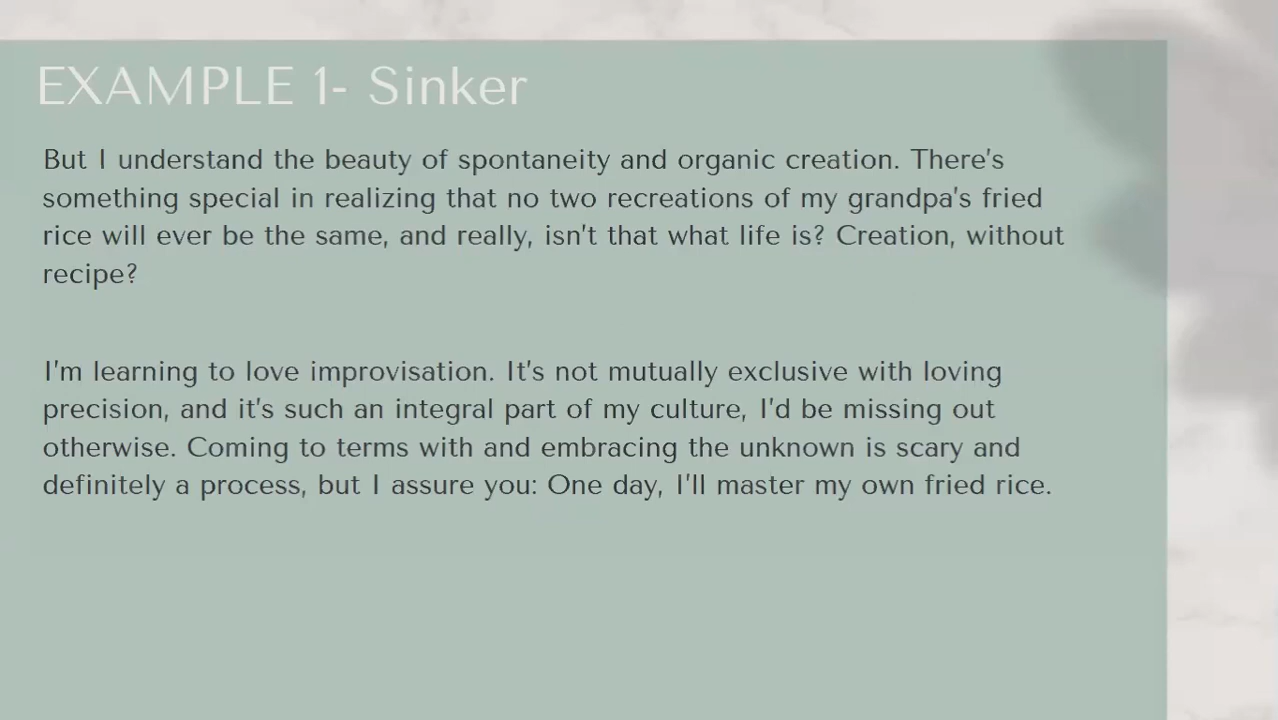 EXAMPLE 1- Sinker
But I understand the beauty of spontaneity and organic creation. There's
something special in realizing that no two recreations of my grandpa's fried
rice will ever be the same, and really, isn't that what life is? Creation, without
recipe?
I'm learning to love improvisation. It's not mutually exclusive with loving
precision, and it's such an integral part of my culture, I'd be missing out
otherwise. Coming to terms with and embracing the unknown is scary and
definitely a process, but I assure you: One day, I'll master my own fried rice.